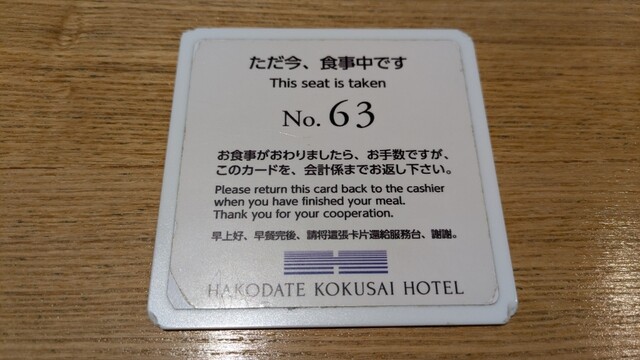 ただ今、食事中です
This seat is taken
No. 63
お食事がおわりましたら、お手数ですが、
このカードを、会計係までお返し下さい。
Please return this card back to the cashier
when you have finished your meal.
Thank you for your cooperation.
早上好、早餐完後、請将這張卡片還給服務台、謝謝。
HAKODATE KOKUSAI HOTEL